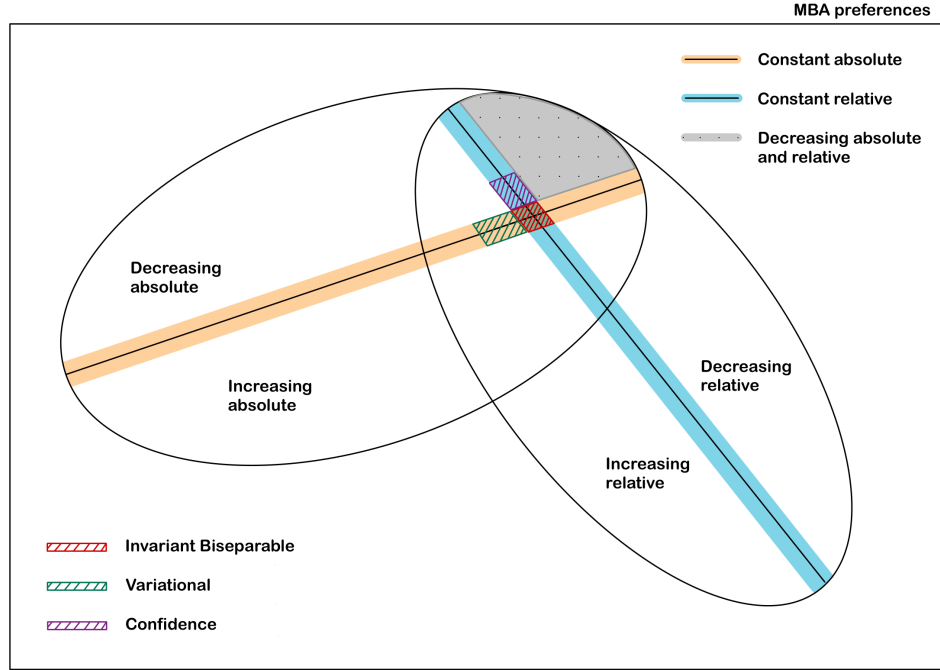 MBA preferences
Constant absolute
Constant relative
Decreasing absolute
and relative
Decreasing
absolute
Increasing
absolute
Decreasing
relative
Increasing
relative
Invariant Biseparable
Variational
Confidence